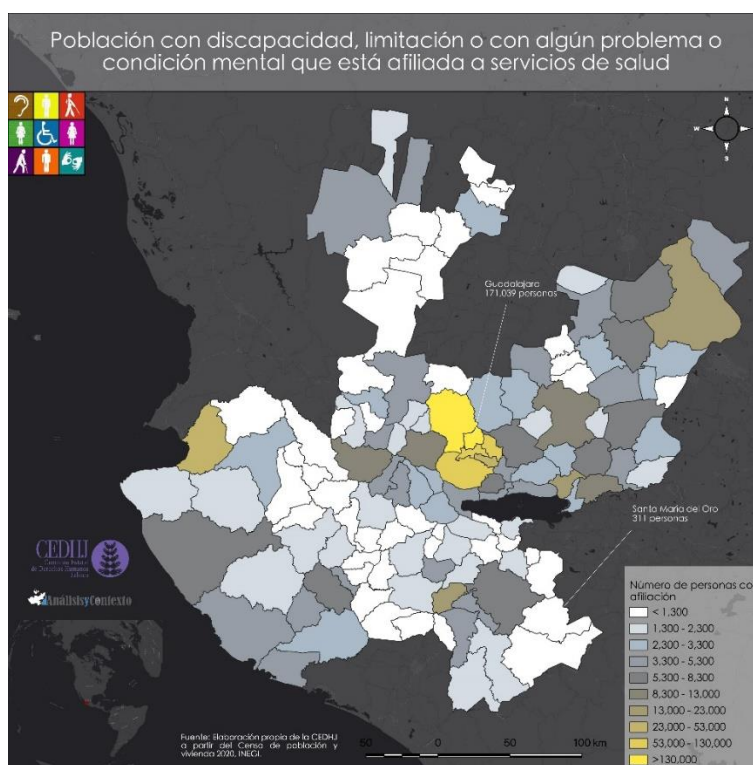 Población con discapacidad, limitación o con algún problema o
condición mental que está afiliada a servicios de salud
N
W
S
Guadalajara
171,039 personas
Santa María del Oro
311 personas
CEDHJ
AnálisisyContexto
Número de personas co
afiliación
< 1,300
1,300 - 2,300
2,300 - 3,300
3,300 - 5,300
5,300 - 8,300
8,300 - 13,000
13,000 - 23,000
23,000 - 53,000
53,000 - 130,000
>130,000
Fuente: Elaboración propia de la CEDHJ
a partir del Censo de población y
vivienda 2020, INEGI.
50 0 50 100 km